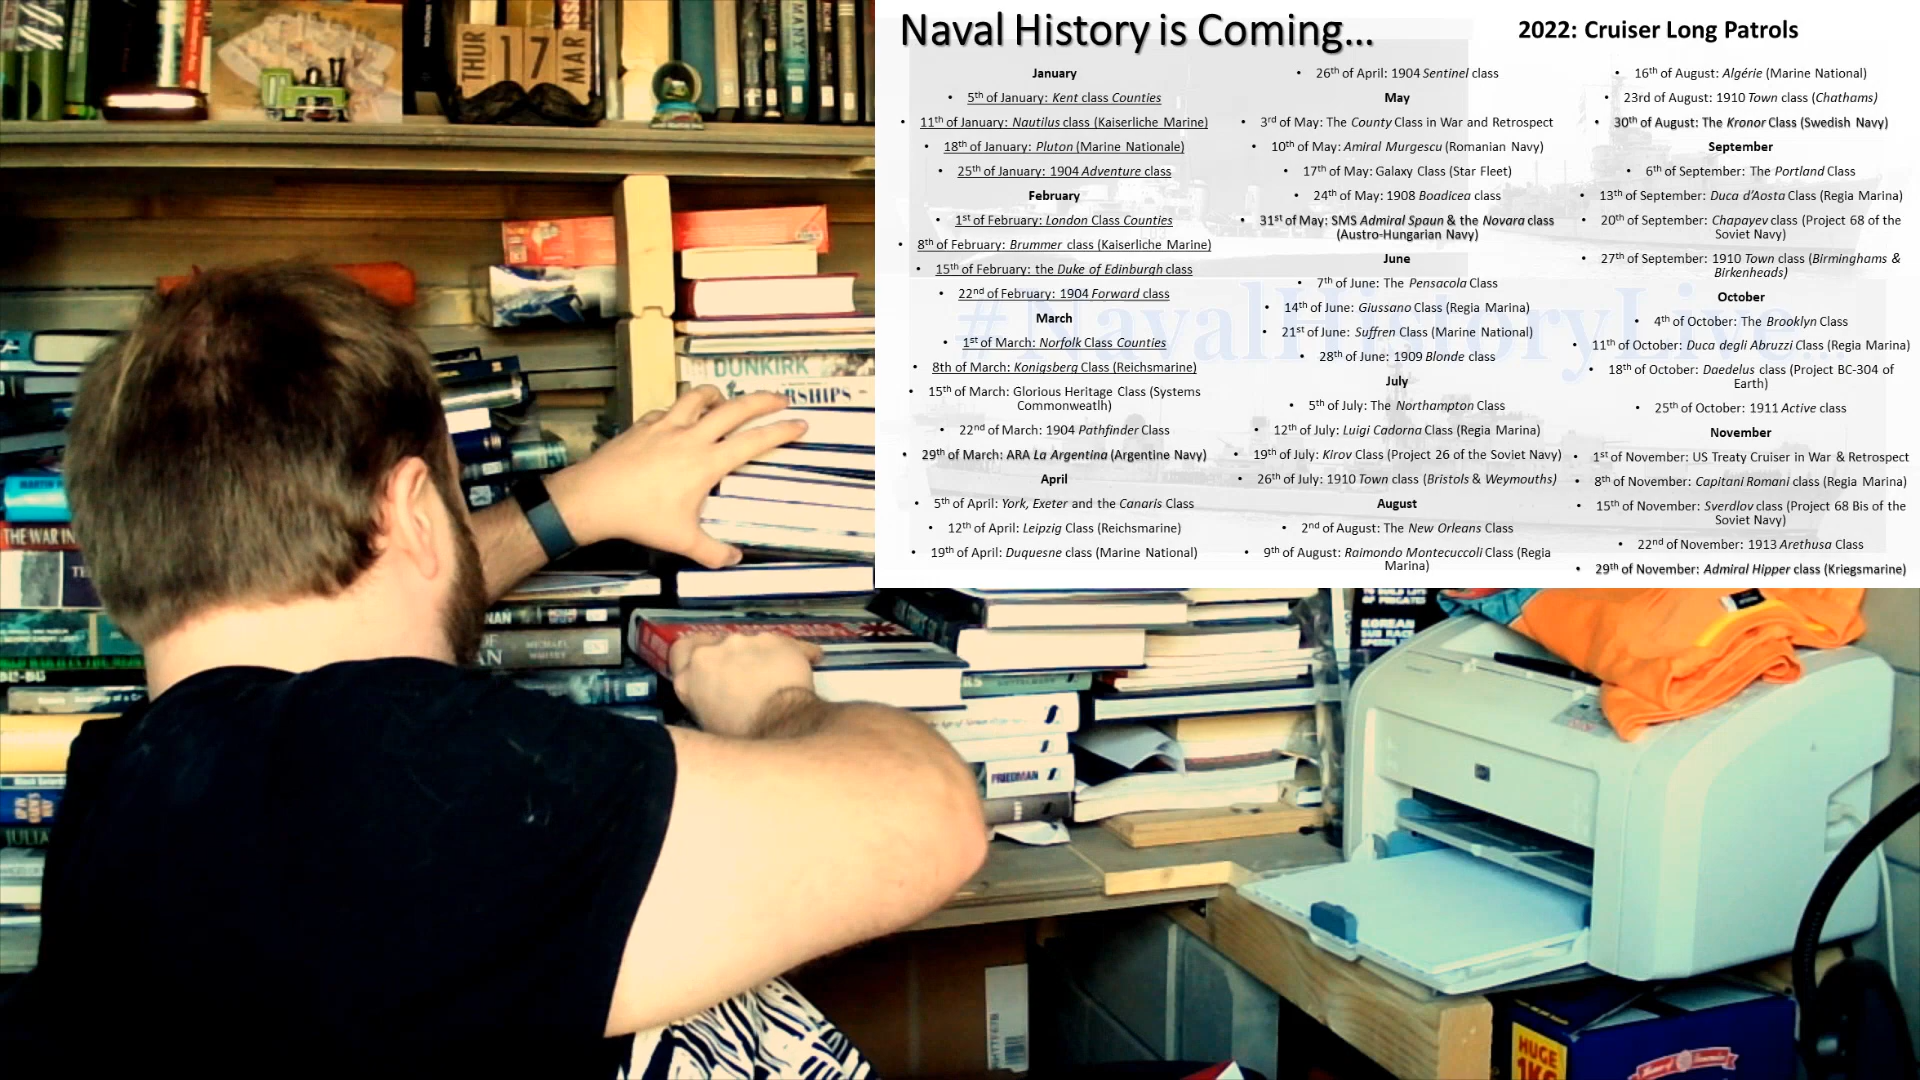 Naval History is Coming...
2022: Cruiser Long Patrols
January
• 5th of January: Kent class Counties
• 11th of January: Nautilus class (Kaiserliche Marine)
• 18th of January: Pluton (Marine Nationale)
• 25th of January: 1904 Adventure class
February
• 1st of February: London Class Counties
• 8th of February: Brummer class (Kaiserliche Marine)
• 15th of February: the Duke of Edinburgh class
• 22nd of February: 1904 Forward class
March
• 1st of March: Norfolk Class Counties
• 8th of March: Konigsberg Class (Reichsmarine)
• 15th of March: Glorious Heritage Class (Systems
Commonweatlh)
• 22nd of March: 1904 Pathfinder Class
• 29th of March: ARA La Argentina (Argentine Navy)
April
• 5th of April: York, Exeter and the Canaris Class
• 12th of April: Leipzig Class (Reichsmarine)
• 19th of April: Duquesne class (Marine National)
• 26th of April: 1904 Sentinel class
May
• 3rd of May: The County Class in War and Retrospect
• 10th of May: Amiral Murgescu (Romanian Navy)
• 17th of May: Galaxy Class (Star Fleet)
• 24th of May: 1908 Boadicea class
• 31st of May: SMS Admiral Spaun & the Novara class
(Austro-Hungarian Navy)
June
• 7th of June: The Pensacola Class
• 14th of June: Giussano Class (Regia Marina)
• 21st of June: Suffren Class (Marine National)
• 28th of June: 1909 Blonde class
July
• 5th of July: The Northampton Class
• 12th of July: Luigi Cadorna Class (Regia Marina)
• 19th of July: Kirov Class (Project 26 of the Soviet Navy)
• 26th of July: 1910 Town class (Bristols & Weymouths)
August
• 2nd of August: The New Orleans Class
• 9th of August: Raimondo Montecuccoli Class (Regia
Marina)
• 16th of August: Algérie (Marine National)
• 23rd of August: 1910 Town class (Chathams)
• 30th of August: The Kronor Class (Swedish Navy)
September
• 6th of September: The Portland Class
• 13th of September: Duca d'Aosta Class (Regia Marina)
• 20th of September: Chapayev class (Project 68 of the
Soviet Navy)
• 27th of September: 1910 Town class (Birminghams &
Birkenheads)
October
• 4th of October: The Brooklyn Class
• 11th of October: Duca degli Abruzzi Class (Regia Marina)
• 18th of October: Daedelus class (Project BC-304 of
Earth)
• 25th of October: 1911 Active class
November
• 1st of November: US Treaty Cruiser in War & Retrospect
• 8th of November: Capitani Romani class (Regia Marina)
• 15th of November: Sverdlov class (Project 68 Bis of the
Soviet Navy)
• 22nd of November: 1913 Arethusa Class
• 29th of November: Admiral Hipper class (Kriegsmarine)
#NavalHistoryLive...
THUR 17 MAR
DUNKIRK
THE WAR IN
MICHAEL
FRIEDMAN
JULIA
KOREAN
HUGE
1KG